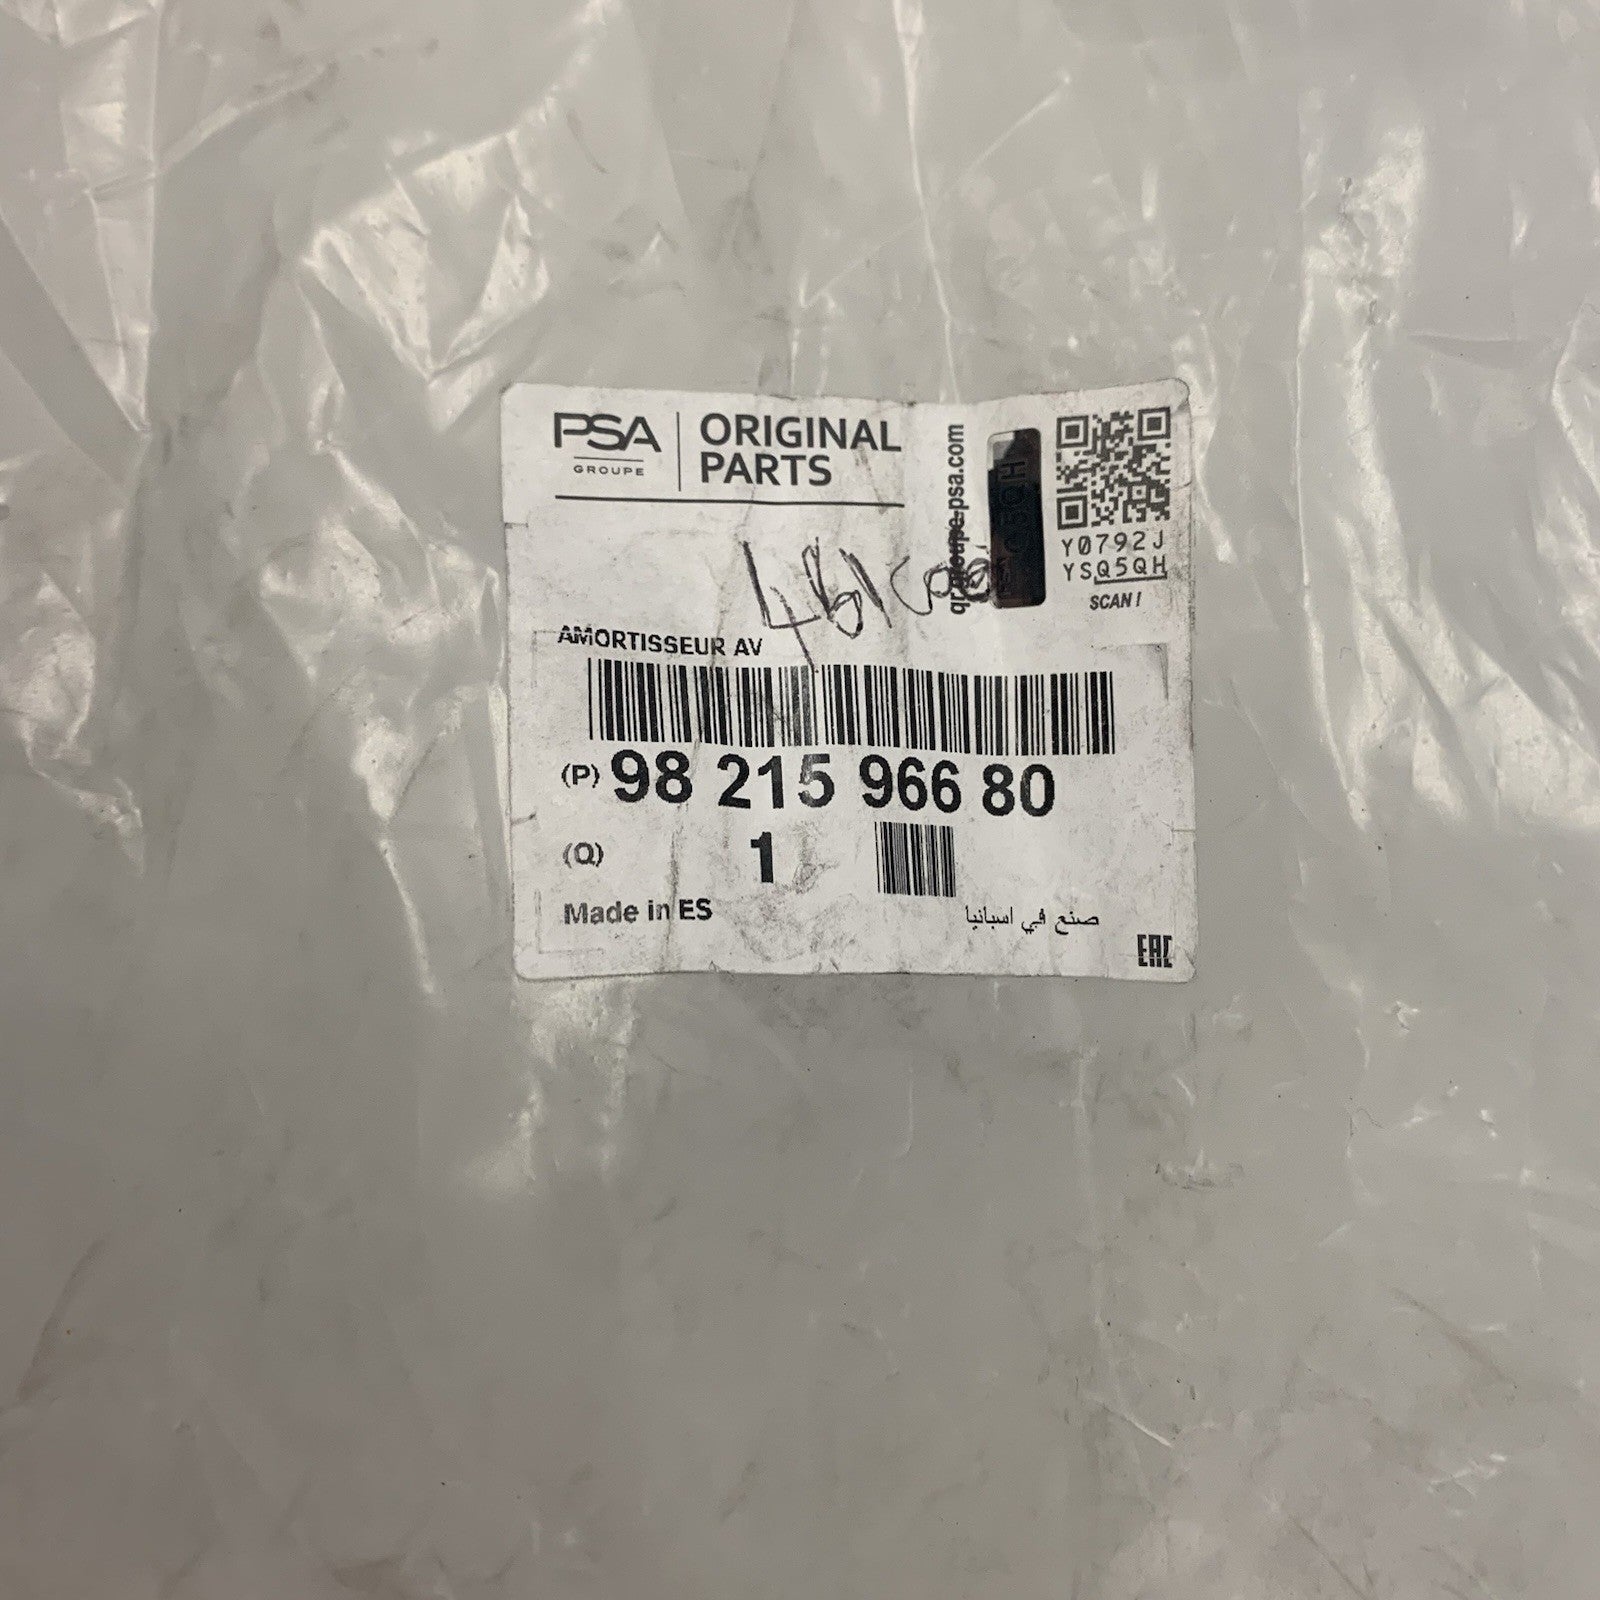 PSA
GROUPE
ORIGINAL
PARTS
qr.groupe-psa.com
Y0792J
YSQ5QH
SCAN!
AMORTISSEUR AV
(P) 98 215 966 80
(Q) 1
Made in ES
صنع في اسبانيا
EAC